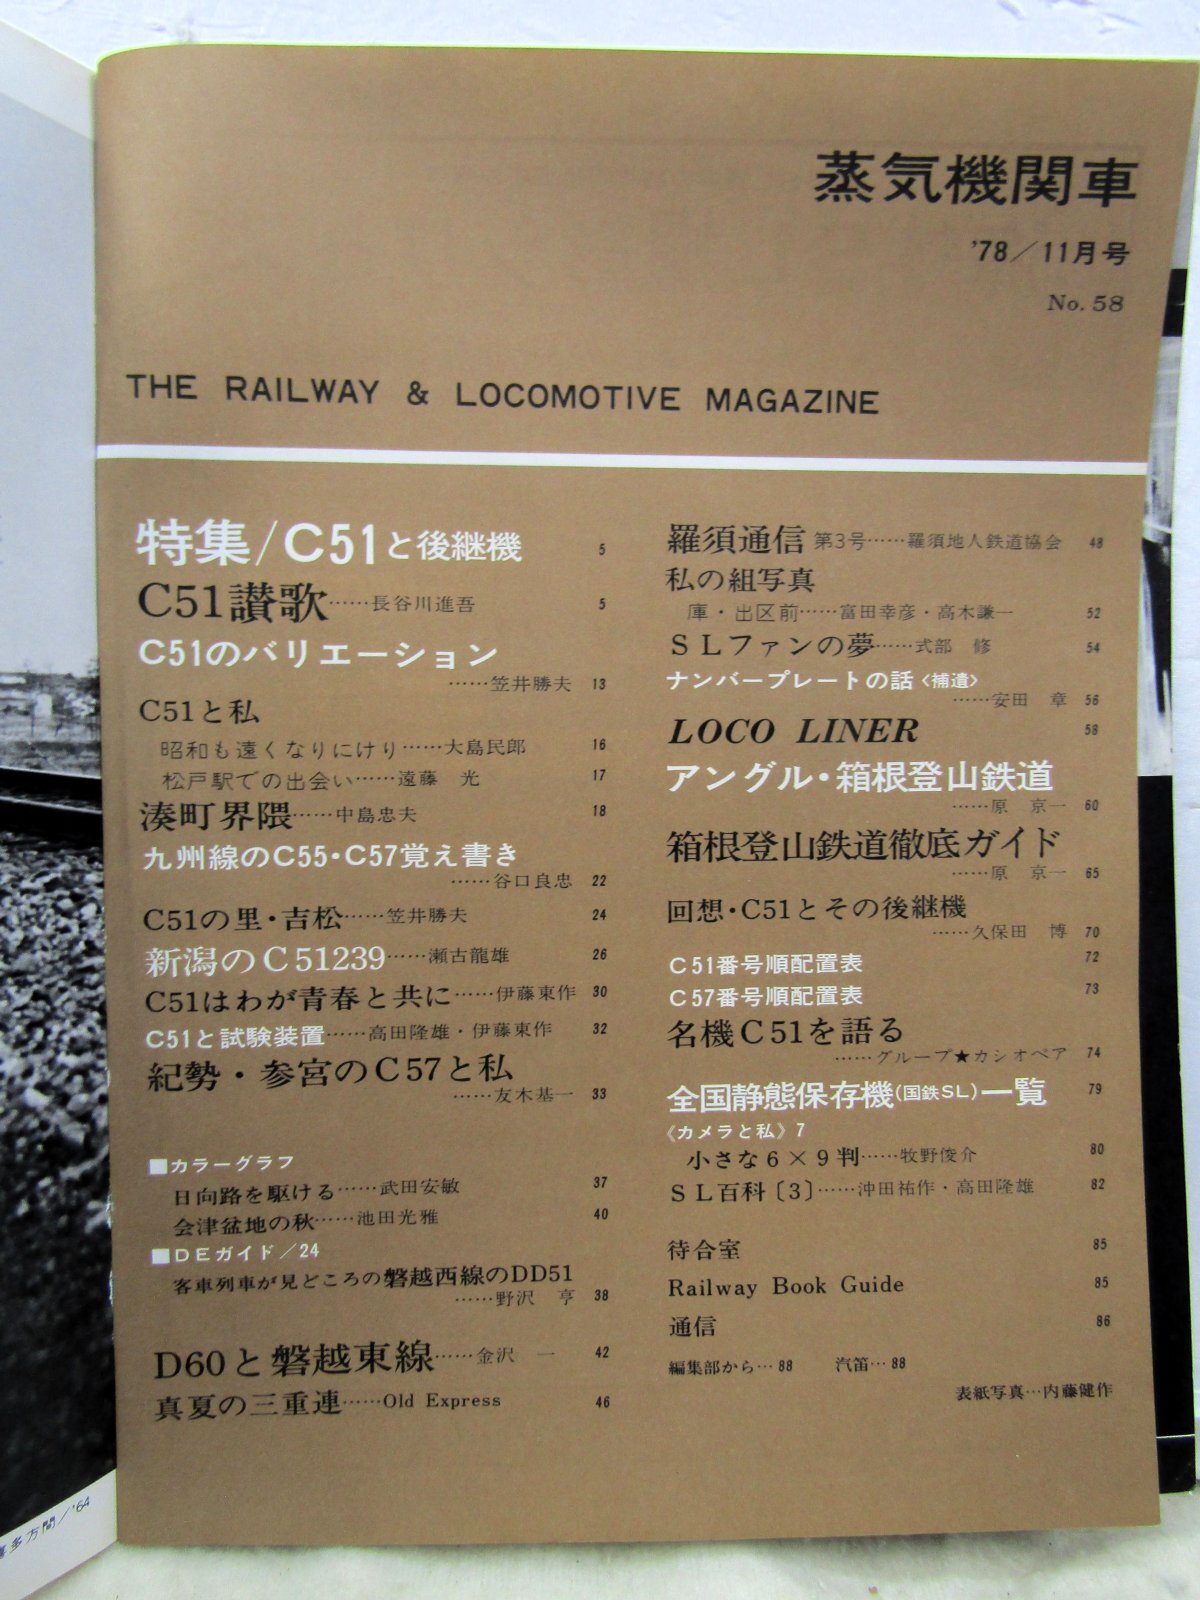 蒸気機関車
'78/11月号
No. 58
THE RAILWAY & LOCOMOTIVE MAGAZINE
特集/C51と後継機 5
C51讃歌……長谷川進吾 5
C51のバリエーション
……笠井勝夫 13
C51と私
昭和も遠くなりにけり……大島民郎 16
松戸駅での出会い……遠藤 光 17
湊町界隈……中島忠夫 18
九州線のC55・C57覚え書き
……谷口良忠 22
C51の里・吉松……笠井勝夫 24
新潟のC51239……瀬古龍雄 26
C51はわが青春と共に……伊藤東作 30
C51と試験装置……高田隆雄・伊藤東作 32
紀勢・参宮のC57と私
……友木基一 33
■カラーグラフ
日向路を駆ける……武田安敏 37
会津盆地の秋……池田光雅 40
■DEガイド/24
客車列車が見どころの磐越西線のDD51
……野沢 亨 38
D60と磐越東線……金沢 一 42
真夏の三重連……Old Express 46
羅須通信 第3号……羅須地人鉄道協会 48
私の組写真
庫・出区前……富田幸彦・高木謙一 52
SLファンの夢……式部 修 54
ナンバープレートの話〈補遺〉
……安田 章 56
LOCO LINER 58
アングル・箱根登山鉄道
……原 京一 60
箱根登山鉄道徹底ガイド
……原 京一 65
回想・C51とその後継機
……久保田 博 70
C51番号順配置表 72
C57番号順配置表 73
名機C51を語る
……グループ★カシオペア 74
全国静態保存機(国鉄SL)一覧 79
《カメラと私》7
小さな6×9判……牧野俊介 80
SL百科〔3〕……沖田祐作・高田隆雄 82
待合室 85
Railway Book Guide 85
通信 86
編集部から…88 汽笛…88
表紙写真…内藤健作
喜多方間/'64